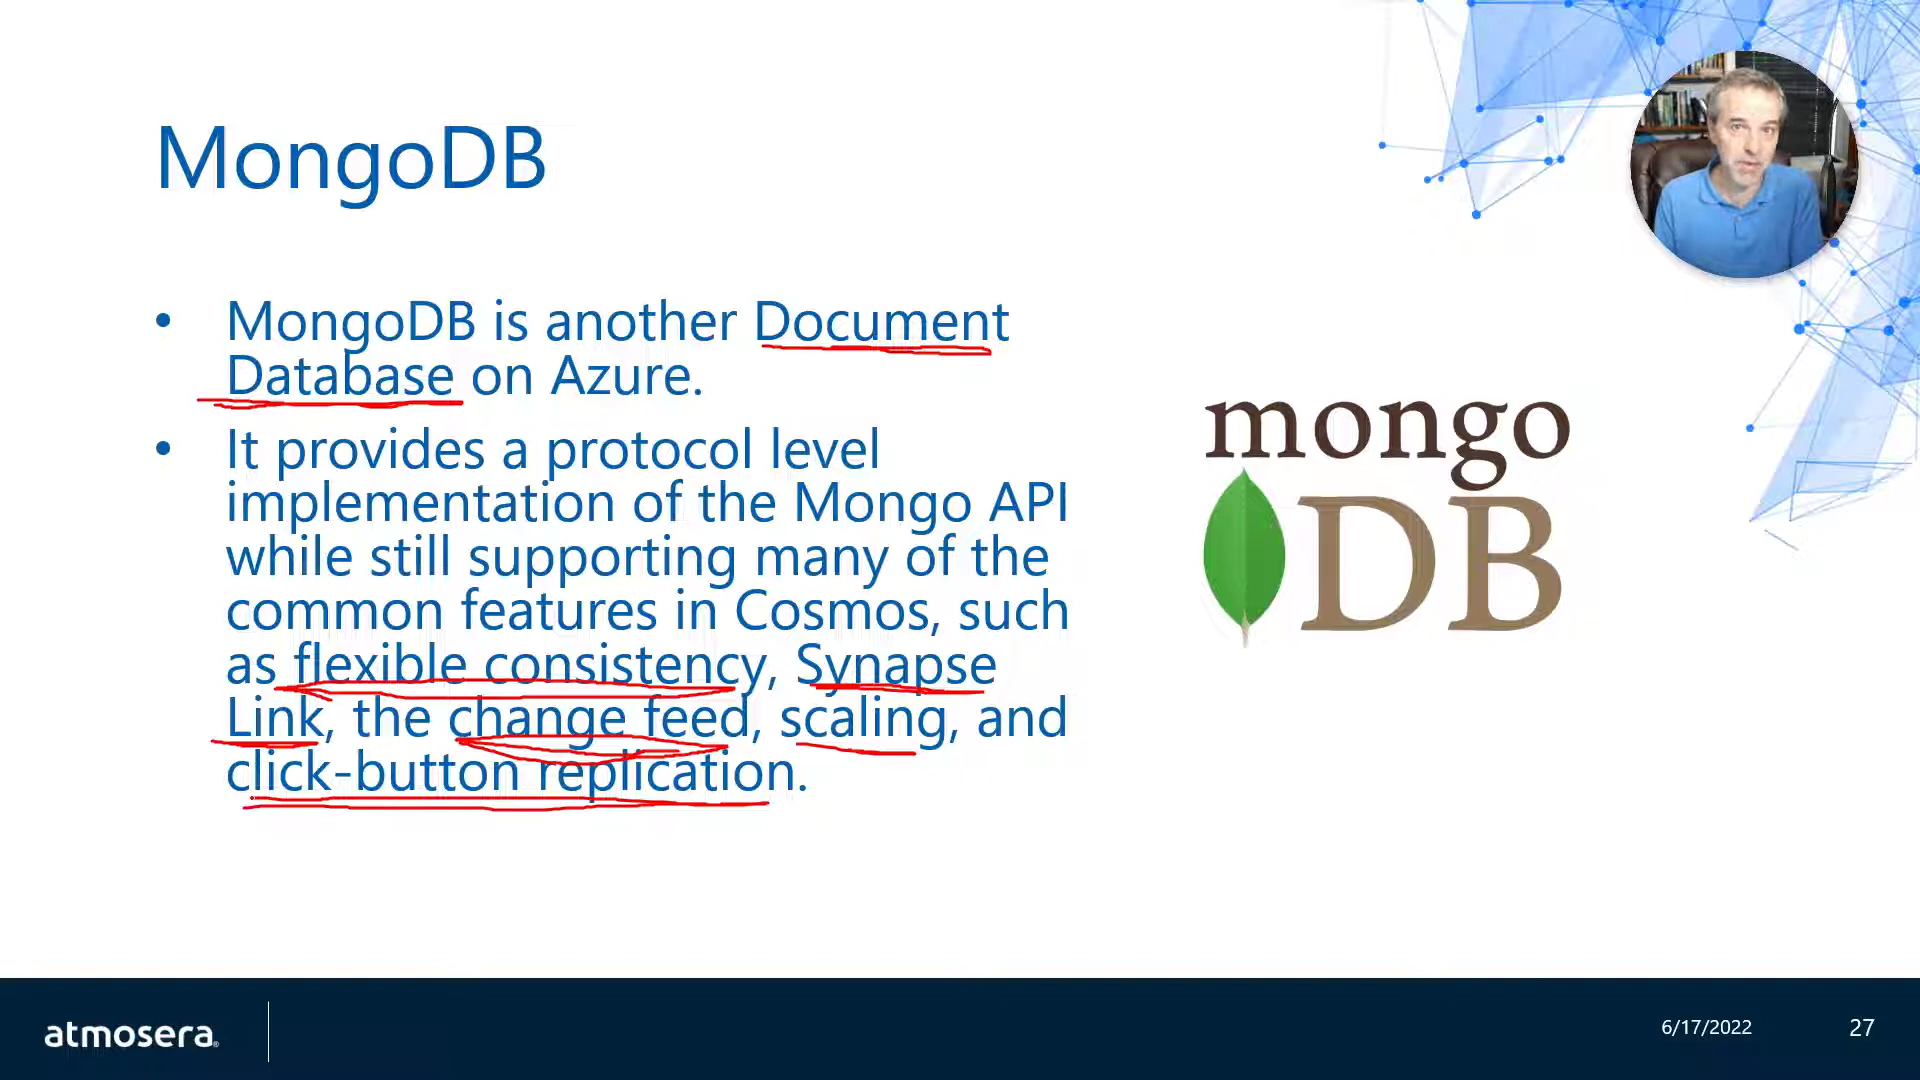 MongoDB
• MongoDB is another Document
Database on Azure.
• It provides a protocol level
implementation of the Mongo API
while still supporting many of the
common features in Cosmos, such
as flexible consistency, Synapse
Link, the change feed, scaling, and
click-button replication.
mongo
DB
atmosera®
6/17/2022
27